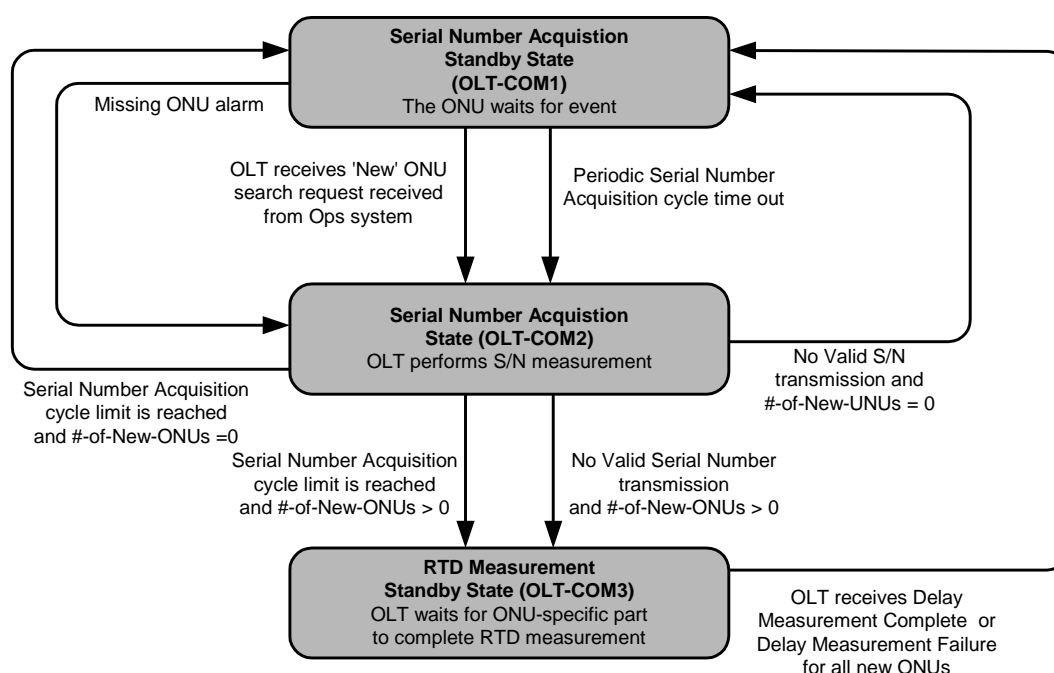 Serial Number Acquistion
Standby State
(OLT-COM1)
The ONU waits for event
Missing ONU alarm
OLT receives 'New' ONU
search request received
from Ops system
Periodic Serial Number
Acquisition cycle time out
Serial Number Acquistion
State (OLT-COM2)
OLT performs S/N measurement
Serial Number Acquisition
cycle limit is reached
and #-of-New-ONUs =0
No Valid S/N
transmission and
#-of-New-UNUs = 0
Serial Number Acquisition
cycle limit is reached
and #-of-New-ONUs > 0
No Valid Serial Number
transmission
and #-of-New-ONUs > 0
RTD Measurement
Standby State (OLT-COM3)
OLT waits for ONU-specific part
to complete RTD measurement
OLT receives Delay
Measurement Complete or
Delay Measurement Failure
for all new ONUs